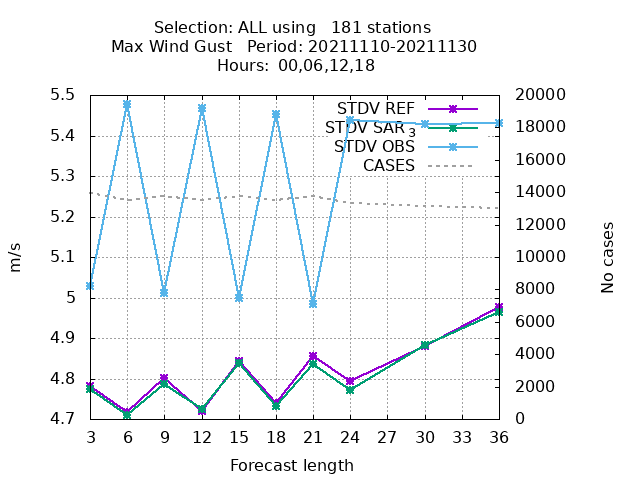 Selection: ALL using   181 stations
Max Wind Gust   Period: 20211110-20211130
Hours:  00,06,12,18
5.5
5.4
5.3
5.2
5.1
5
4.9
4.8
4.7
m/s
STDV REF
STDV SAR3
STDV OBS
CASES
20000
18000
16000
14000
12000
10000
8000
6000
4000
2000
0
No cases
3 6 9 12 15 18 21 24 27 30 33 36
Forecast length